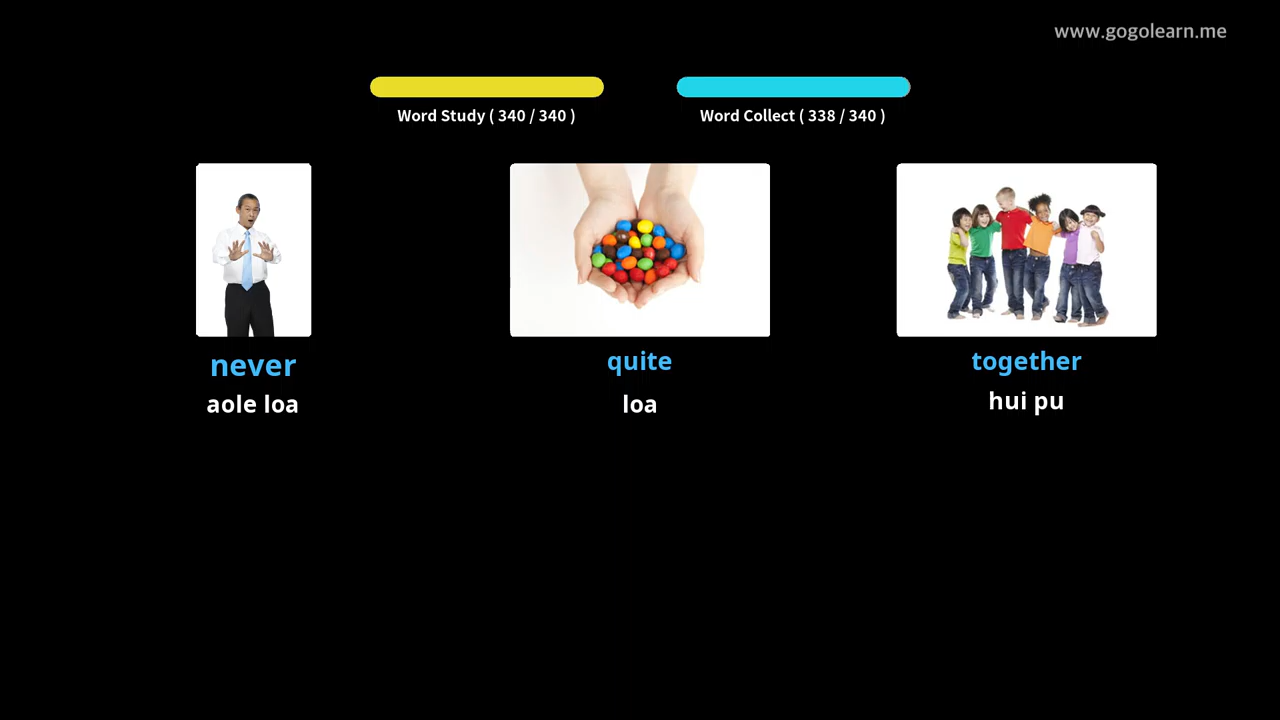 www.gogolearn.me
Word Study ( 340 / 340 )
Word Collect ( 338 / 340 )
never
quite
together
aole loa
loa
hui pu